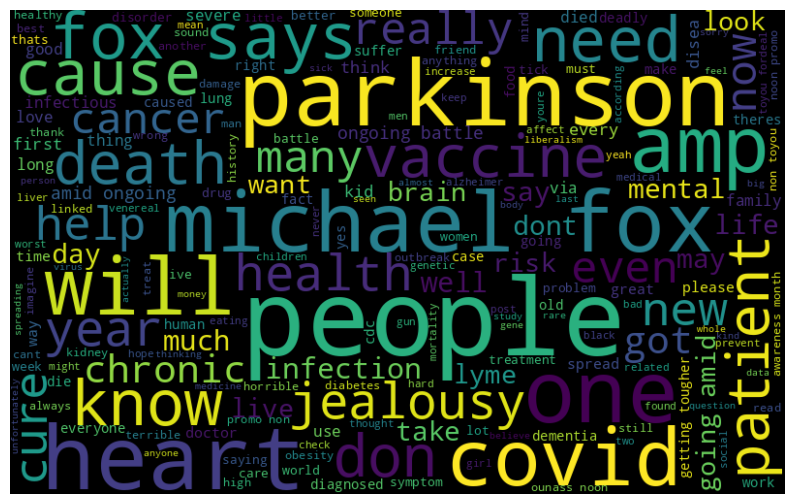 healthy disorder severe better someone died deadly look
thats best fox says little really need disea
mean another sound suffer friend food tick must make now
good cause right think anything increase according noon promo
infectious lung damage parkinson keep youre theres toyou fordeal
love cancer caused man men sick feel sorry mind
thank wrong battle ongoing battle affect every amp
first thing history many vaccine liberalism yeah non toyou
long death want kid say via mental medical
person amid ongoing drug brain alzheimer family big
liver linked fact almost seen body last
help venereal yes never michael fox dont life
worst day women going
time will children outbreak case risk even may
virus live health genetic well problem great please
spreading imagine actually treat money post old bad new
way year human eating cdc gun study gene rare black got whole kind prevent
cant much mortality patient
week kidney hope thinking chronic infection treatment spread related awareness month
die might horrible diabetes hard lyme found data
cure know jealousy one going amid
always live thought take lot dementia still getting tougher read
unfortunately medicine promo non use check believe two question
everyone doctor girl social
anyone terrible heart saying obesity world don covid work
high care diagnosed symptom ounass noon